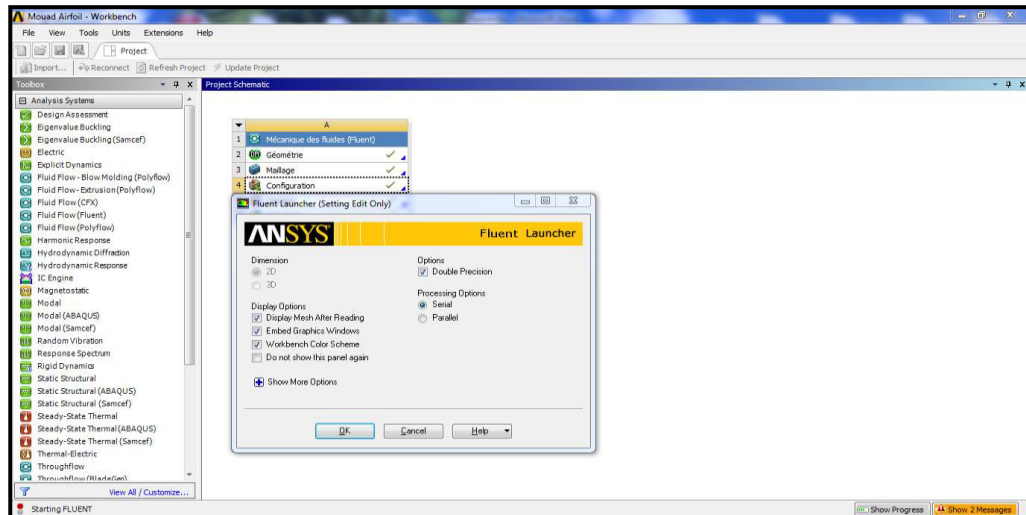 Mouad Airfoil - Workbench
File View Tools Units Extensions Help
Project
Import... Reconnect Refresh Project Update Project
Toolbox
Project Schematic
Analysis Systems
Design Assessment
Eigenvalue Buckling
Eigenvalue Buckling (Samcef)
Electric
Explicit Dynamics
Fluid Flow - Blow Molding (Polyflow)
Fluid Flow - Extrusion (Polyflow)
Fluid Flow (CFX)
Fluid Flow (Fluent)
Fluid Flow (Polyflow)
Harmonic Response
Hydrodynamic Diffraction
Hydrodynamic Response
IC Engine
Magnetostatic
Modal
Modal (ABAQUS)
Modal (Samcef)
Random Vibration
Response Spectrum
Rigid Dynamics
Static Structural
Static Structural (ABAQUS)
Static Structural (Samcef)
Steady-State Thermal
Steady-State Thermal (ABAQUS)
Steady-State Thermal (Samcef)
Thermal-Electric
Throughflow
Throughflow (BladeGen)
View All / Customize...
A
1 Mécanique des fluides (Fluent)
2 Géométrie
3 Maillage
4 Configuration
Fluent Launcher (Setting Edit Only)
ANSYS
Fluent Launcher
Dimension
2D
3D
Display Options
Display Mesh After Reading
Embed Graphics Windows
Workbench Color Scheme
Do not show this panel again
Show More Options
Options
Double Precision
Processing Options
Serial
Parallel
OK Cancel Help
Starting FLUENT
Show Progress Show 2 Messages